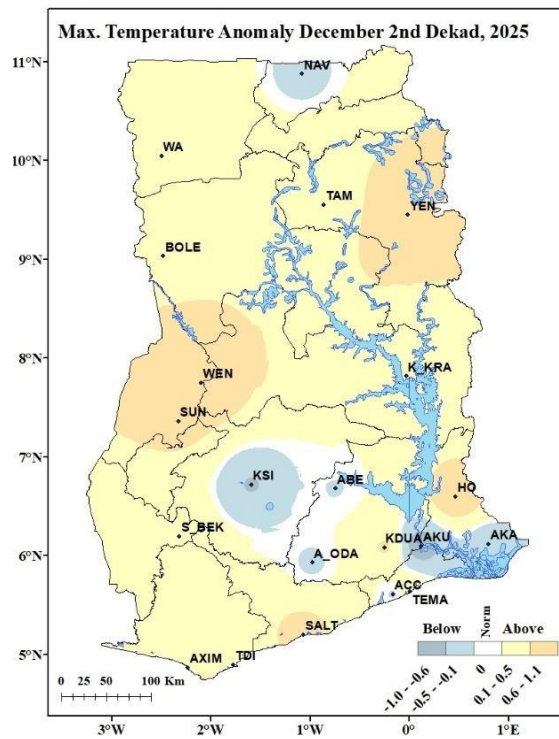 Max. Temperature Anomaly December 2nd Dekad, 2025
11°N
NAV
WA
10°N
TAM
YEN
BOLE
9°N
8°N
K_KRA
WEN
SUN
7°N
KSI
ABE
HO
S_BEK
KDUA
AKU
AKA
6°N
A_ODA
ACC
TEMA
SALT
5°N
AXIM
TDI
Below
Norm
Above
0 25 50 100 Km
-1.0 - -0.6
-0.5 - -0.1
0
0.1 - 0.5
0.6 - 1.1
3°W 2°W 1°W 0° 1°E